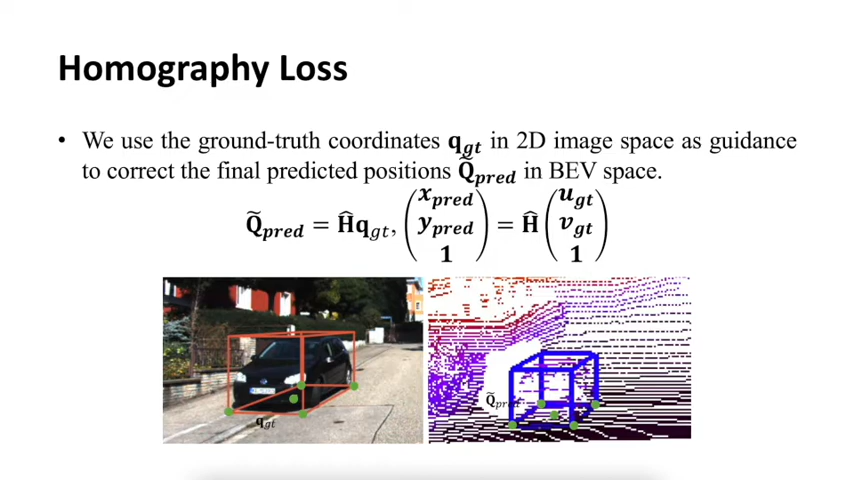 Homography Loss
• We use the ground-truth coordinates q_gt in 2D image space as guidance
to correct the final predicted positions Q̃_pred in BEV space.
Q̃_pred = Ĥq_gt, (x_pred y_pred 1) = Ĥ (u_gt v_gt 1)
q_gt
Q̃_pred